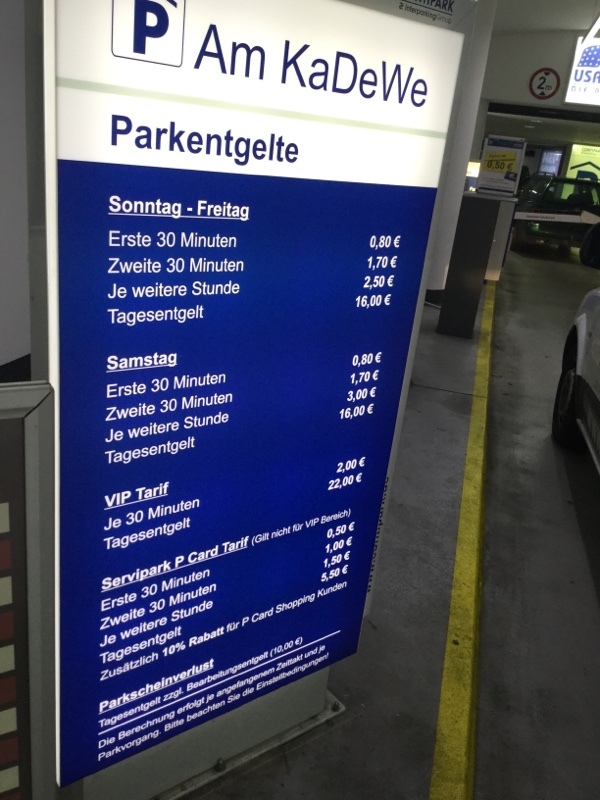 P Am KaDeWe
Parkentgelte
Sonntag - Freitag
Erste 30 Minuten 0,80 €
Zweite 30 Minuten 1,70 €
Je weitere Stunde 2,50 €
Tagesentgelt 16,00 €
Samstag
Erste 30 Minuten 0,80 €
Zweite 30 Minuten 1,70 €
Je weitere Stunde 3,00 €
Tagesentgelt 16,00 €
VIP Tarif
Je 30 Minuten 2,00 €
Tagesentgelt 22,00 €
Servipark P Card Tarif (Gilt nicht für VIP Bereich)
Erste 30 Minuten 0,50 €
Zweite 30 Minuten 1,00 €
Je weitere Stunde 1,50 €
Tagesentgelt 5,50 €
Zusätzlich 10% Rabatt für P Card Shopping Kunden
Parkscheinverlust
Tagesentgelt zzgl. Bearbeitungsentgelt (10,00 €)
Die Berechnung erfolgt je angefangenem Zeittakt und je
Parkvorgang. Bitte beachten Sie die Einstellbedingungen!
2m
USA
0,50 €